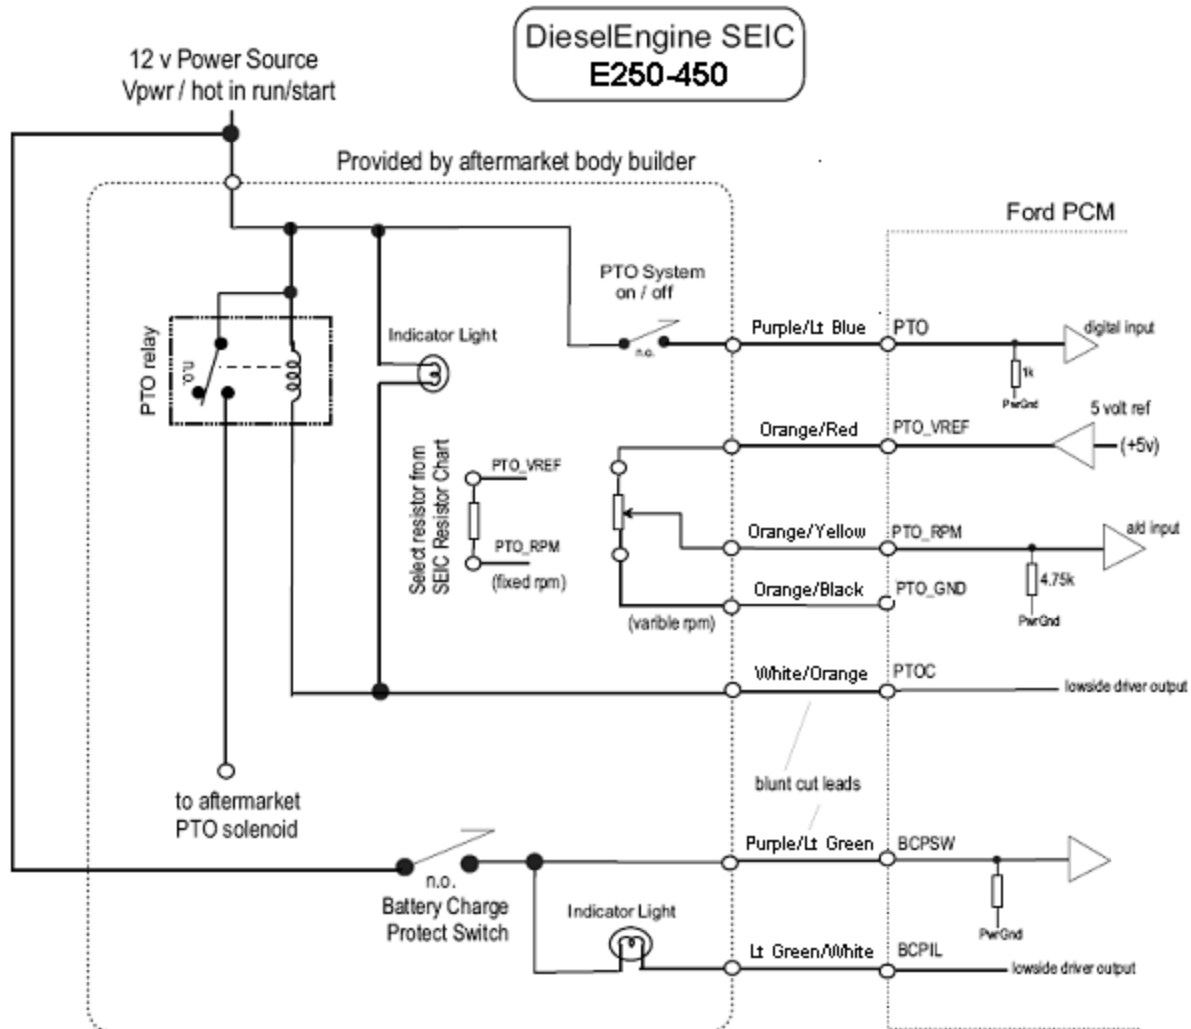 DieselEngine SEIC
E250-450
12 v Power Source
Vpwr / hot in run/start
Provided by aftermarket body builder
Ford PCM
PTO System
on / off
n.o.
Purple/Lt Blue
PTO
digital input
1k
PwrGnd
PTO relay
n.o.
Indicator Light
5 volt ref
(+5v)
Orange/Red
PTO_VREF
Select resistor from
SEIC Resistor Chart
PTO_VREF
PTO_RPM
(fixed rpm)
Orange/Yellow
PTO_RPM
a/d input
4.75k
PwrGnd
Orange/Black
PTO_GND
(varible rpm)
White/Orange
PTOC
lowside driver output
blunt cut leads
to aftermarket
PTO solenoid
Purple/Lt Green
BCPSW
PwrGnd
n.o.
Battery Charge
Protect Switch
Indicator Light
Lt Green/White
BCPIL
lowside driver output